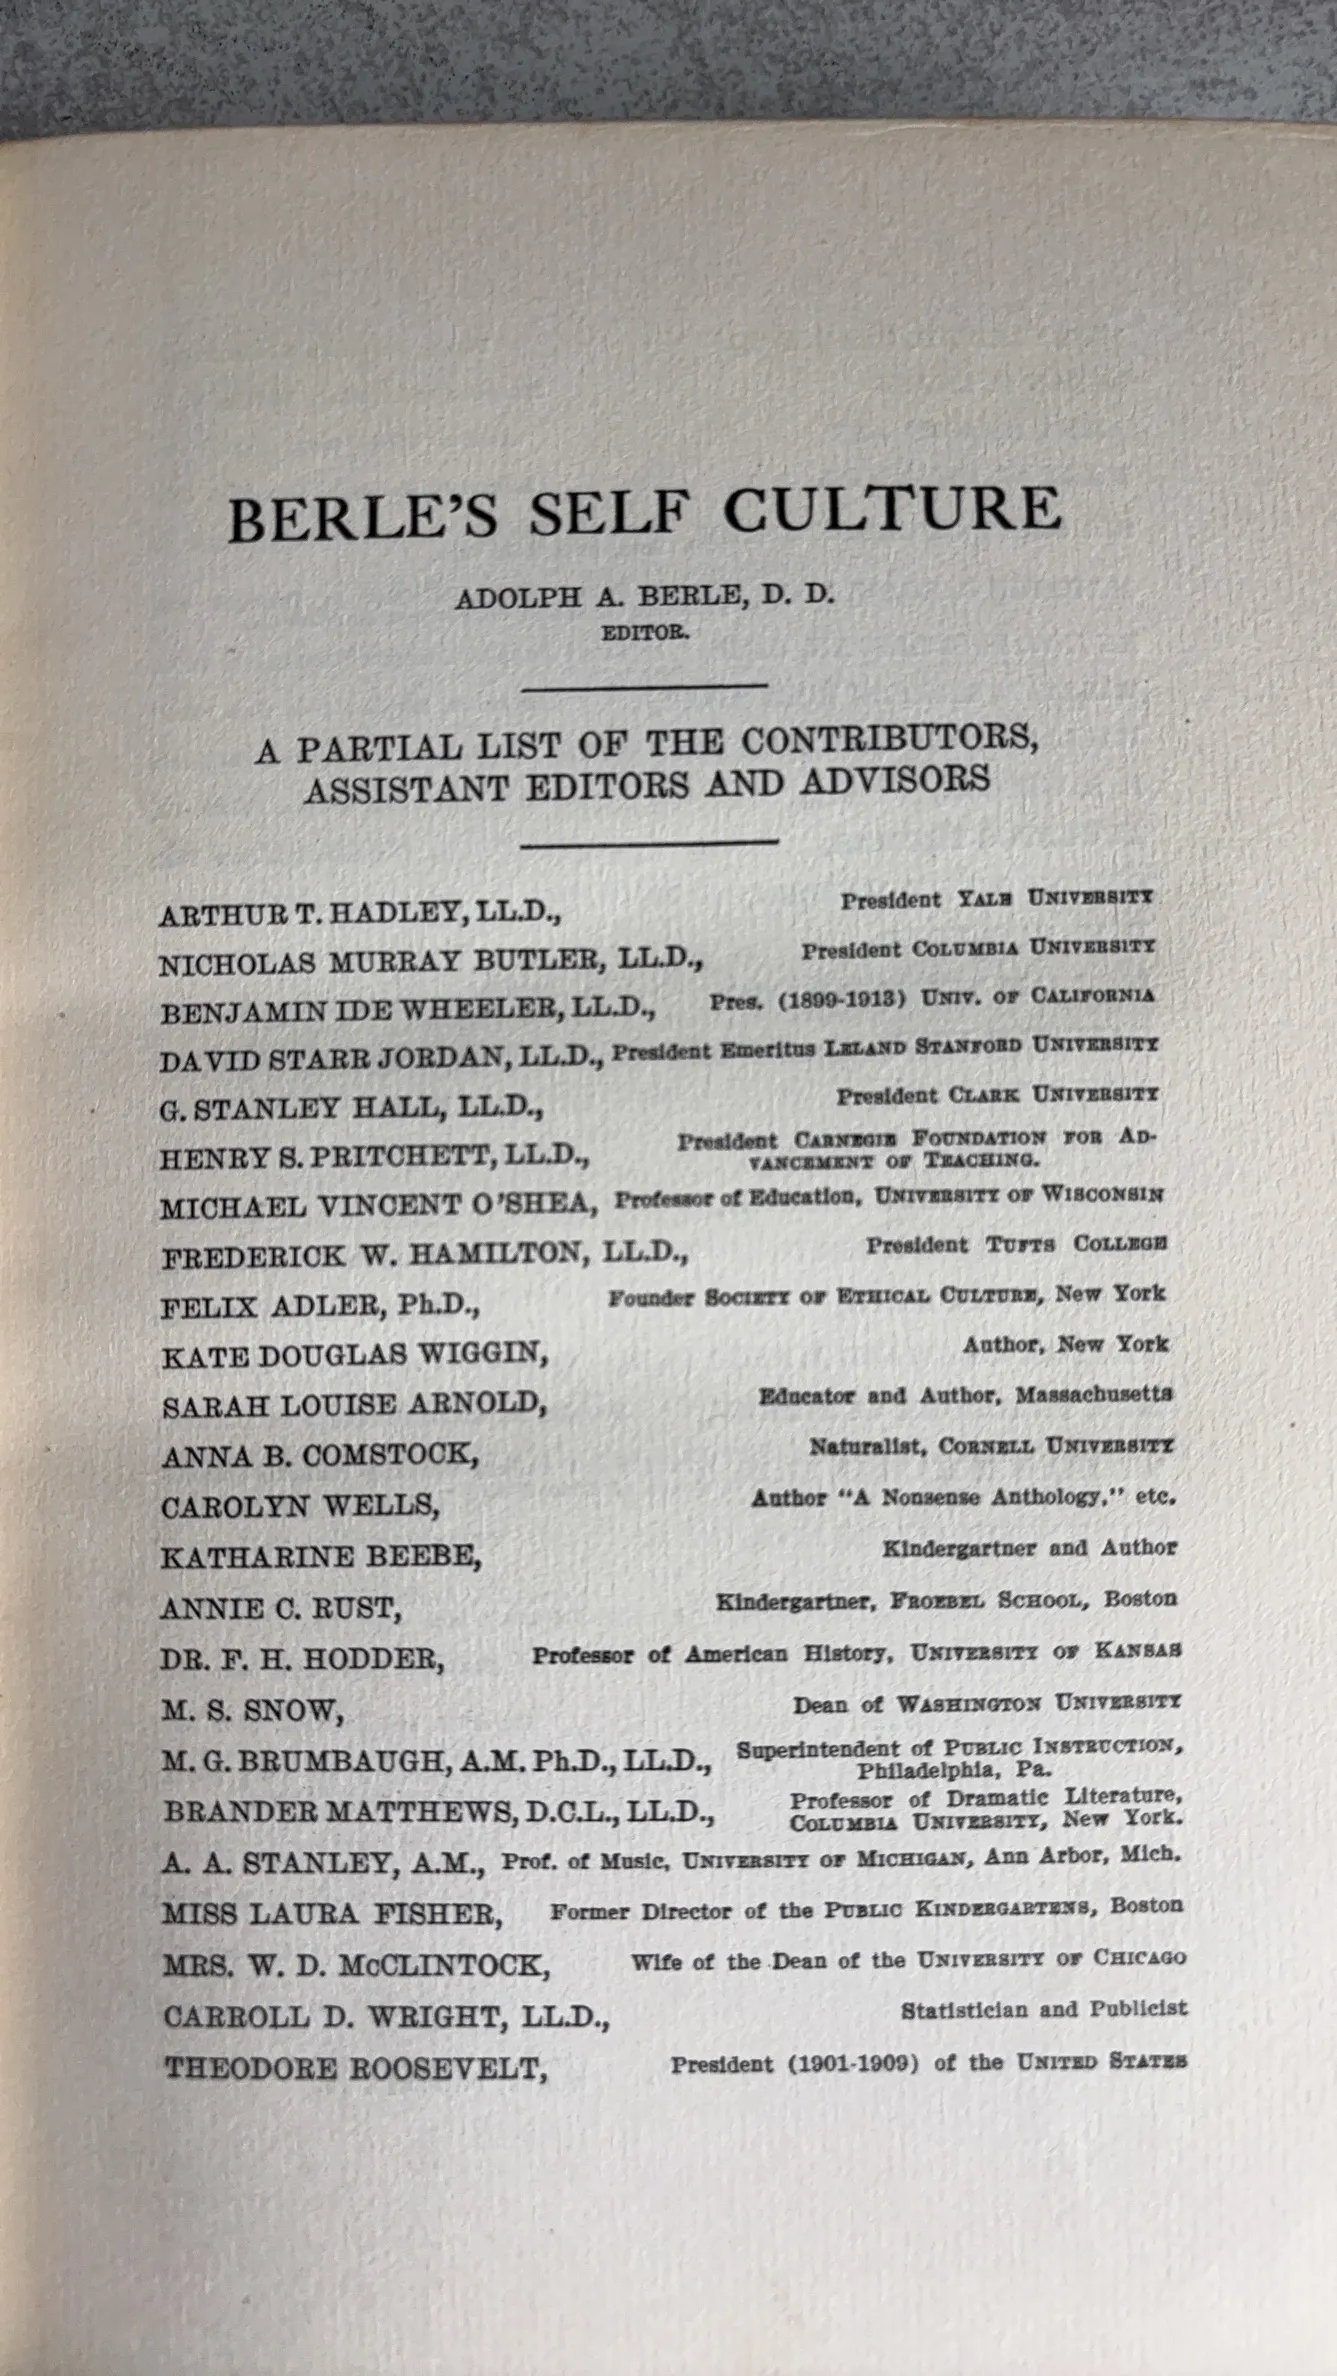 BERLE'S SELF CULTURE
ADOLPH A. BERLE, D. D.
EDITOR.
A PARTIAL LIST OF THE CONTRIBUTORS,
ASSISTANT EDITORS AND ADVISORS
ARTHUR T. HADLEY, LL.D., President YALE UNIVERSITY
NICHOLAS MURRAY BUTLER, LL.D., President COLUMBIA UNIVERSITY
BENJAMIN IDE WHEELER, LL.D., Pres. (1899-1913) UNIV. OF CALIFORNIA
DAVID STARR JORDAN, LL.D., President Emeritus LELAND STANFORD UNIVERSITY
G. STANLEY HALL, LL.D., President CLARK UNIVERSITY
HENRY S. PRITCHETT, LL.D., President CARNEGIE FOUNDATION FOR AD-
VANCEMENT OF TEACHING.
MICHAEL VINCENT O'SHEA, Professor of Education, UNIVERSITY OF WISCONSIN
FREDERICK W. HAMILTON, LL.D., President TUFTS COLLEGE
FELIX ADLER, Ph.D., Founder SOCIETY OF ETHICAL CULTURE, New York
KATE DOUGLAS WIGGIN, Author, New York
SARAH LOUISE ARNOLD, Educator and Author, Massachusetts
ANNA B. COMSTOCK, Naturalist, CORNELL UNIVERSITY
CAROLYN WELLS, Author "A Nonsense Anthology," etc.
KATHARINE BEEBE, Kindergartner and Author
ANNIE C. RUST, Kindergartner, FROEBEL SCHOOL, Boston
DR. F. H. HODDER, Professor of American History, UNIVERSITY OF KANSAS
M. S. SNOW, Dean of WASHINGTON UNIVERSITY
M. G. BRUMBAUGH, A.M. Ph.D., LL.D., Superintendent of PUBLIC INSTRUCTION,
Philadelphia, Pa.
BRANDER MATTHEWS, D.C.L., LL.D., Professor of Dramatic Literature,
COLUMBIA UNIVERSITY, New York.
A. A. STANLEY, A.M., Prof. of Music, UNIVERSITY OF MICHIGAN, Ann Arbor, Mich.
MISS LAURA FISHER, Former Director of the PUBLIC KINDERGARTENS, Boston
MRS. W. D. McCLINTOCK, Wife of the Dean of the UNIVERSITY OF CHICAGO
CARROLL D. WRIGHT, LL.D., Statistician and Publicist
THEODORE ROOSEVELT, President (1901-1909) of the UNITED STATES